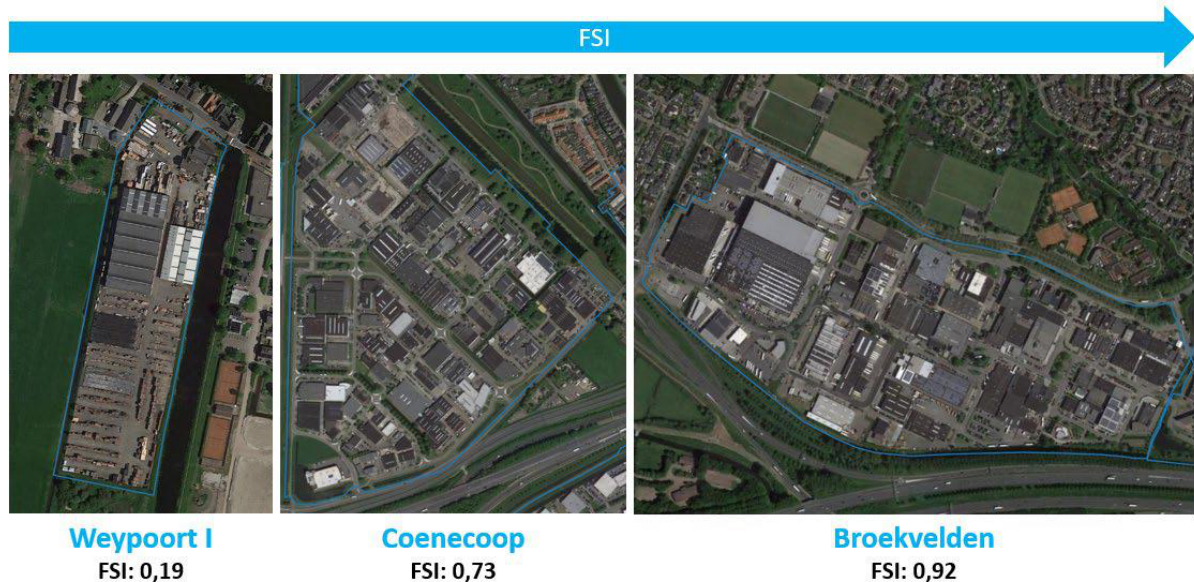 FSI
Weypoort I
FSI: 0,19
Coenecoop
FSI: 0,73
Broekvelden
FSI: 0,92